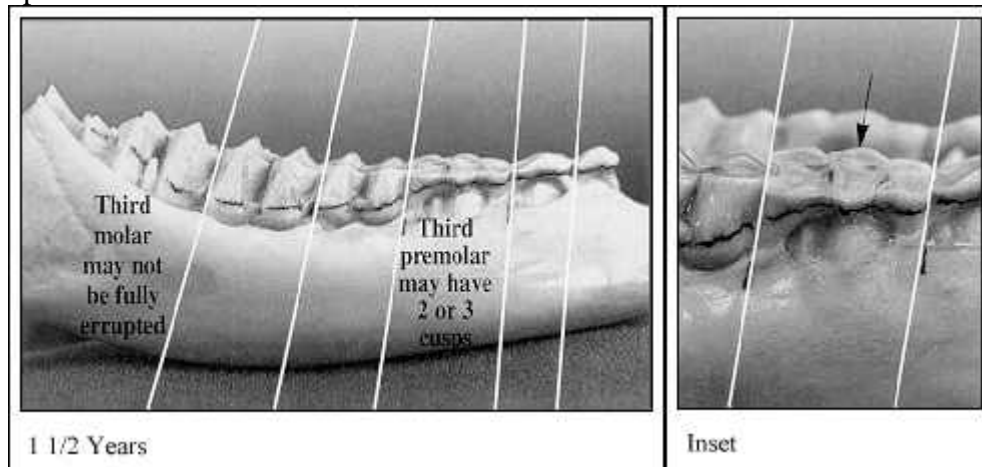 Third
molar
may not
be fully
errupted
Third
premolar
may have
2 or 3
cusps
1 1/2 Years
Inset